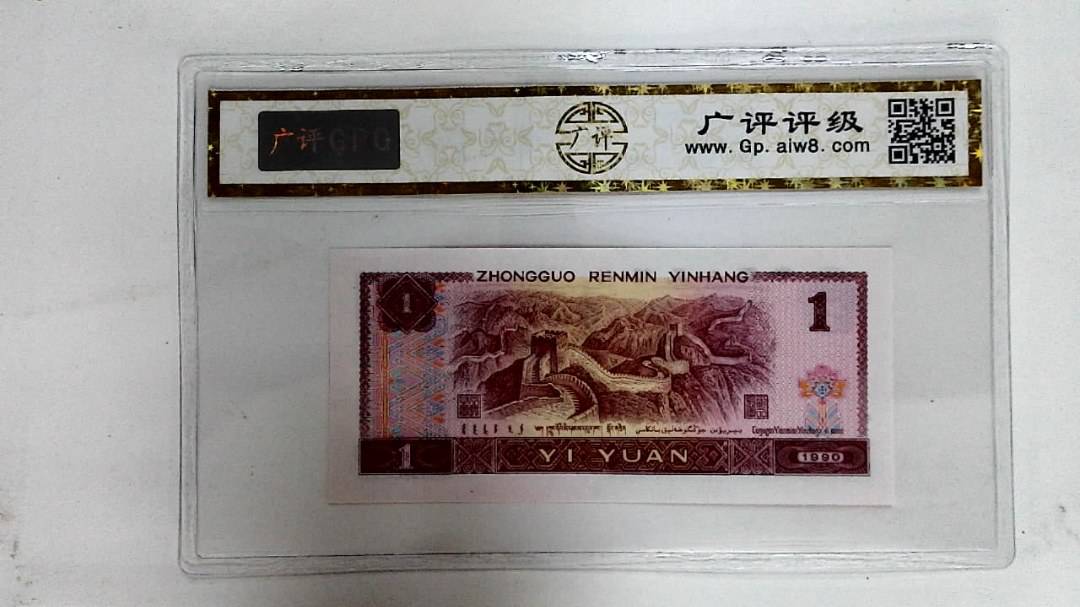 广评GPG
广评
广评评级
www. Gp. aiw8. com
ZHONGGUO RENMIN YINHANG
1
1
1
YI YUAN
1990